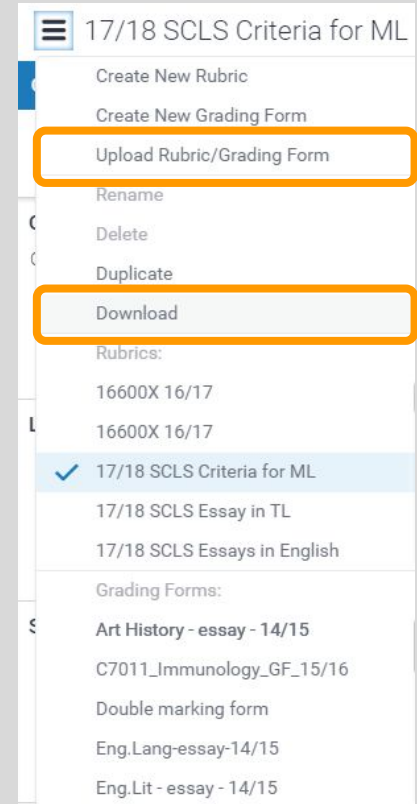 17/18 SCLS Criteria for ML
Create New Rubric
Create New Grading Form
Upload Rubric/Grading Form
Rename
Delete
Duplicate
Download
Rubrics:
16600X 16/17
16600X 16/17
17/18 SCLS Criteria for ML
17/18 SCLS Essay in TL
17/18 SCLS Essays in English
Grading Forms:
Art History - essay - 14/15
C7011_Immunology_GF_15/16
Double marking form
Eng.Lang-essay-14/15
Eng.Lit - essay - 14/15